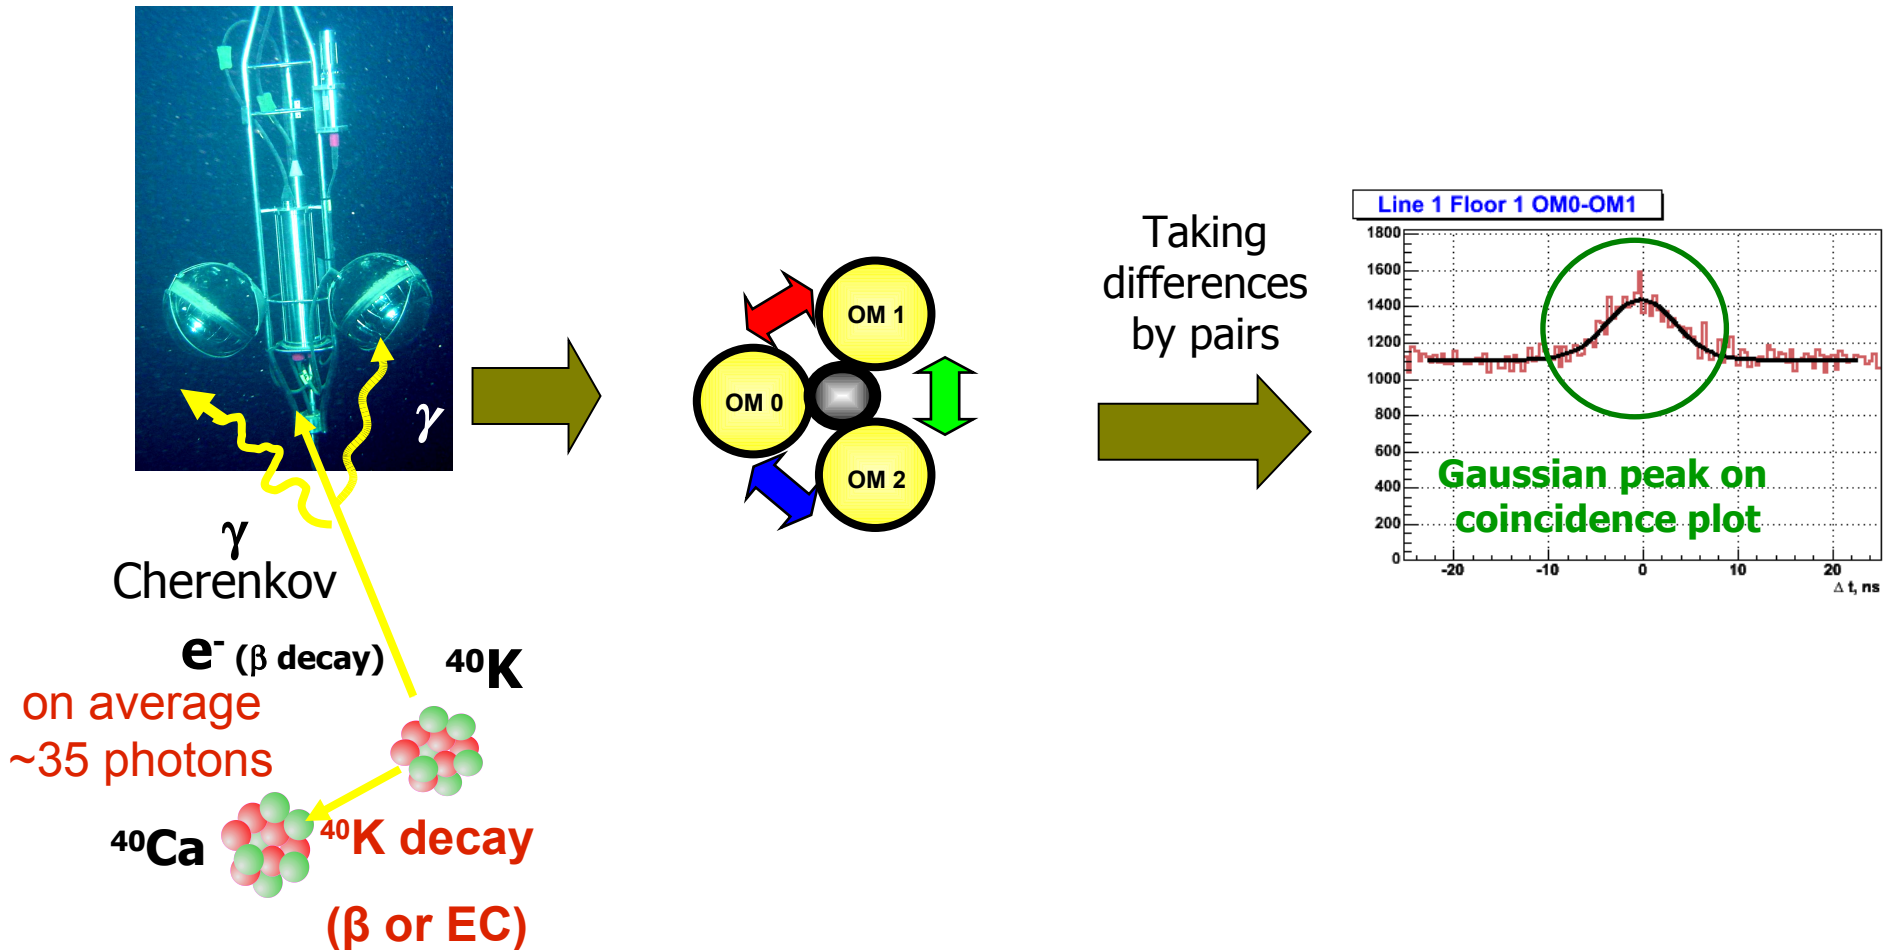 γ
γ
Cherenkov
e⁻ (β decay)
⁴⁰K
on average
~35 photons
⁴⁰Ca
⁴⁰K decay
(β or EC)
OM 1
OM 0
OM 2
Taking
differences
by pairs
Line 1 Floor 1 OM0-OM1
1800
1600
1400
1200
1000
800
600
400
200
0
-20
-10
0
10
20
Δ t, ns
Gaussian peak on
coincidence plot